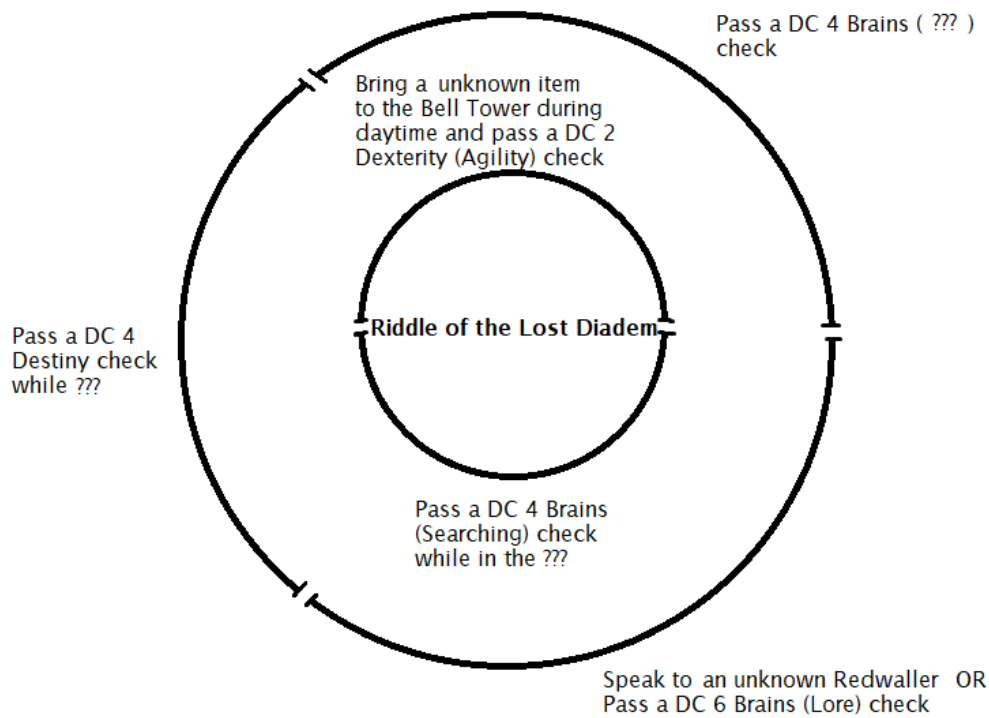 Pass a DC 4 Brains ( ??? )
check
Bring a unknown item
to the Bell Tower during
daytime and pass a DC 2
Dexterity (Agility) check
Riddle of the Lost Diadem
Pass a DC 4
Destiny check
while ???
Pass a DC 4 Brains
(Searching) check
while in the ???
Speak to an unknown Redwaller OR
Pass a DC 6 Brains (Lore) check